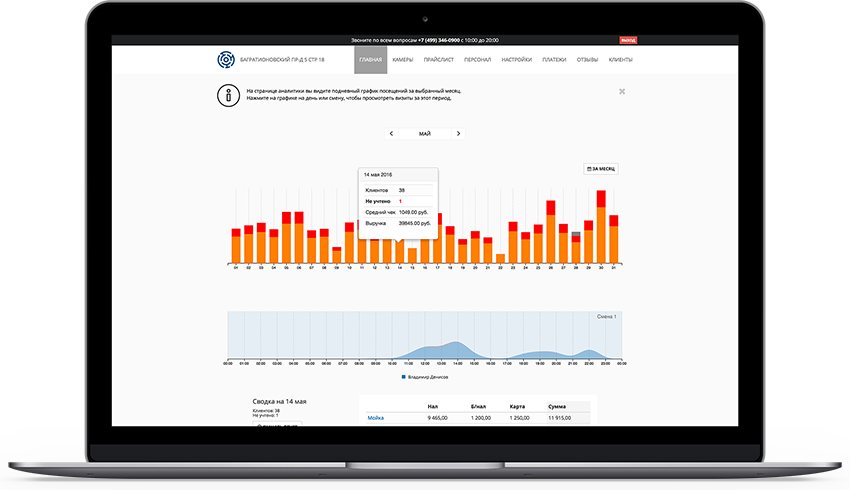 Звоните по всем вопросам +7 (499) 346-0900 с 10:00 до 20:00
ВЫХОД
БАГРАТИОНОВСКИЙ ПР-Д 5 СТР 18
ГЛАВНАЯ КАМЕРЫ ПРАЙСЛИСТ ПЕРСОНАЛ НАСТРОЙКИ ПЛАТЕЖИ ОТЗЫВЫ КЛИЕНТЫ
На странице аналитики вы видите подневный график посещений за выбранный месяц.
Нажмите на графике на день или смену, чтобы просмотреть визиты за этот период.
МАЙ
ЗА МЕСЯЦ
14 мая 2016
Клиентов 38
Не учтено 1
Средний чек 1049.00 руб.
Выручка 39845.00 руб.
01 02 03 04 05 06 07 08 09 10 11 12 13 14 15 16 17 18 19 20 21 22 23 24 25 26 27 28 29 30 31
Смена 1
00:00 01:00 02:00 03:00 04:00 05:00 06:00 07:00 08:00 09:00 10:00 11:00 12:00 13:00 14:00 15:00 16:00 17:00 18:00 19:00 20:00 21:00 22:00 23:00 00:00
Владимир Денисов
Сводка на 14 мая
Клиентов: 38
Не учтено: 1
Нал Б/нал Карта Сумма
Мойка 9 465,00 1 200,00 1 250,00 11 915,00